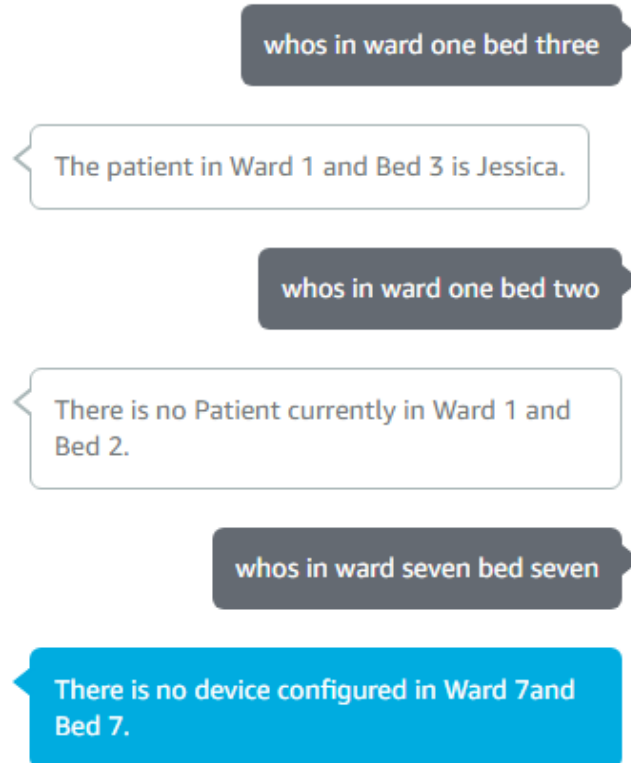 whos in ward one bed three
The patient in Ward 1 and Bed 3 is Jessica.
whos in ward one bed two
There is no Patient currently in Ward 1 and
Bed 2.
whos in ward seven bed seven
There is no device configured in Ward 7and
Bed 7.